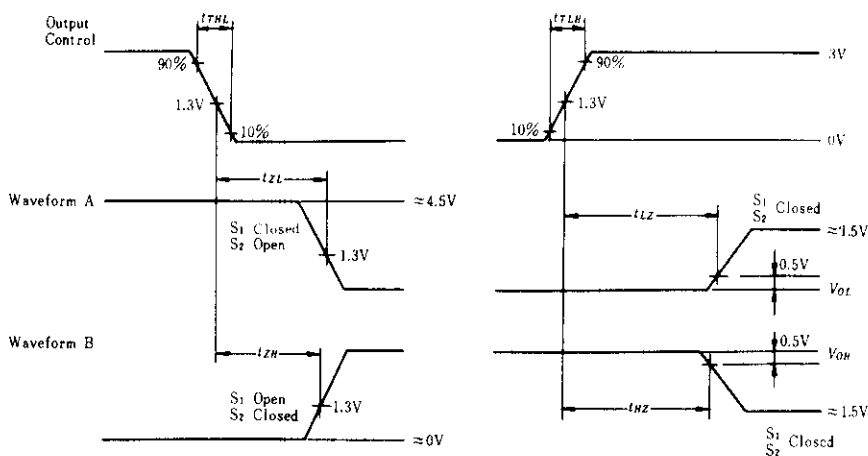 Output
Control
tTHL
90%
1.3V
10%
tTLH
90%
1.3V
10%
3V
0V
Waveform A
tZL
≈4.5V
S1 Closed
S2 Open
1.3V
tLZ
S1
S2 Closed
≈1.5V
0.5V
VOL
Waveform B
tZH
S1 Open
S2 Closed
1.3V
≈0V
0.5V
VOH
tHZ
≈1.5V
S1
S2 Closed